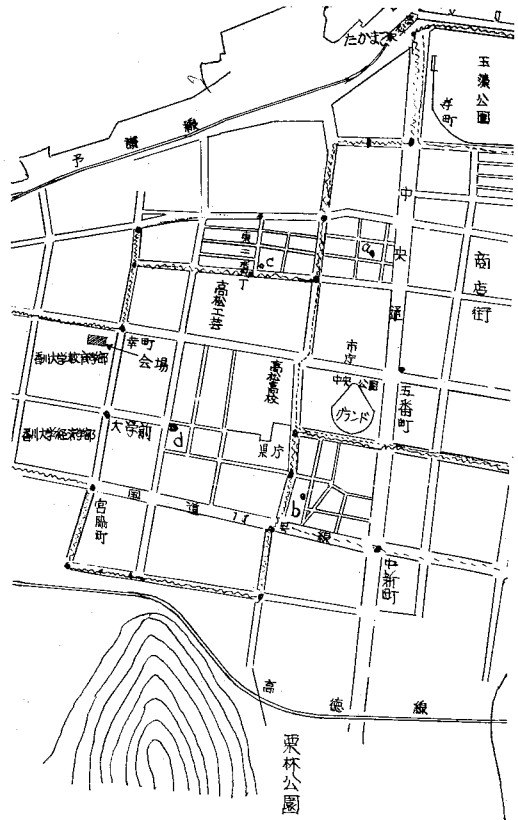 たかまつ
玉藻公園
寿町
予讃線
中央通
商店街
a
c
東三番丁
高松工芸
幸町
会場
香川大学教育学部
高松高校
市庁
中央公園
グランド
五番町
香川大学経済学部
大学前
d
県庁
b
宮脇町
国道11号線
中新町
高徳線
栗林公園